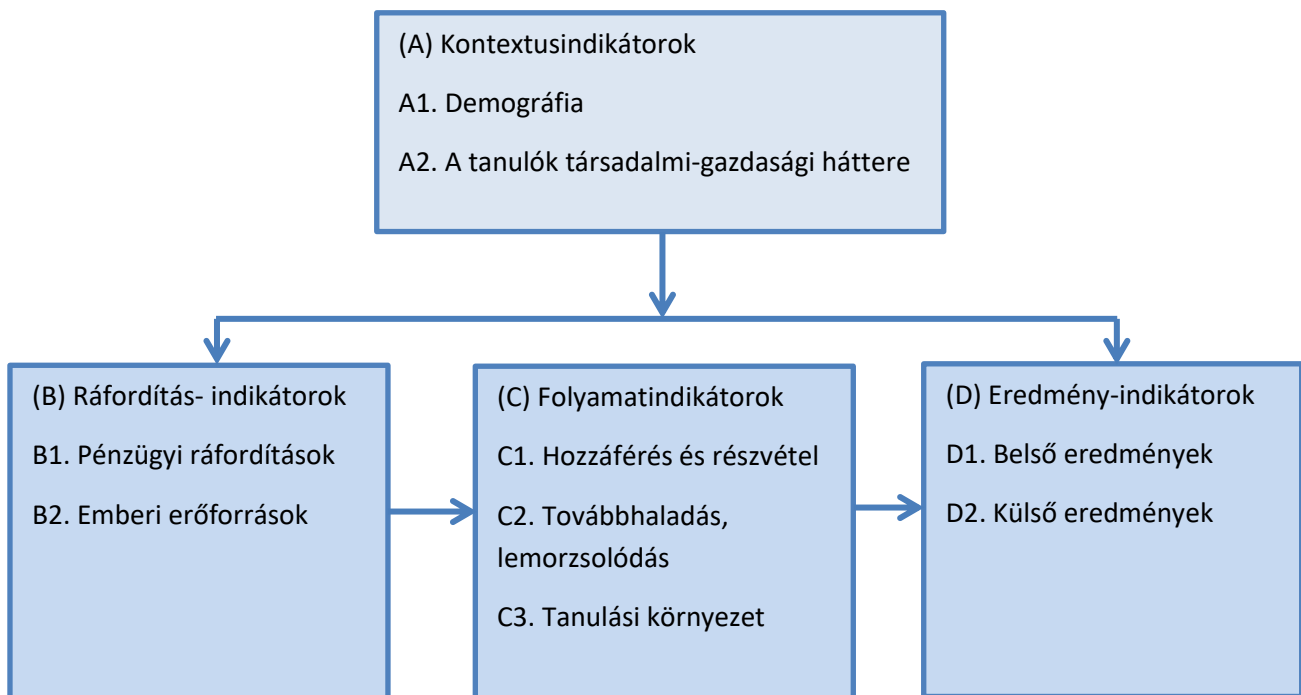 (A) Kontextusindikátorok
A1. Demográfia
A2. A tanulók társadalmi-gazdasági háttere
(B) Ráfordítás- indikátorok
B1. Pénzügyi ráfordítások
B2. Emberi erőforrások
(C) Folyamatindikátorok
C1. Hozzáférés és részvétel
C2. Továbbhaladás,
lemorzsolódás
C3. Tanulási környezet
(D) Eredmény-indikátorok
D1. Belső eredmények
D2. Külső eredmények